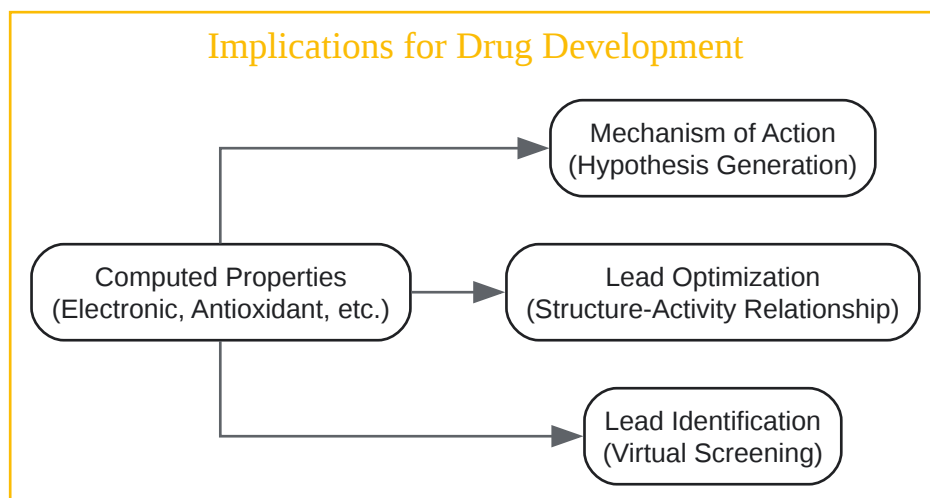 Implications for Drug Development
Mechanism of Action
(Hypothesis Generation)
Computed Properties
(Electronic, Antioxidant, etc.)
Lead Optimization
(Structure-Activity Relationship)
Lead Identification
(Virtual Screening)